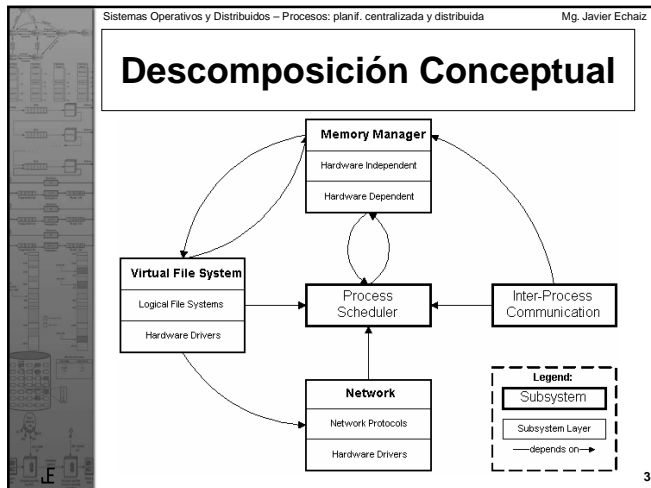 Sistemas Operativos y Distribuidos – Procesos: planif. centralizada y distribuida
Mg. Javier Echaiz
Descomposición Conceptual
Memory Manager
Hardware Independent
Hardware Dependent
Virtual File System
Logical File Systems
Hardware Drivers
Process
Scheduler
Inter-Process
Communication
Network
Network Protocols
Hardware Drivers
Legend:
Subsystem
Subsystem Layer
depends on
JE
3